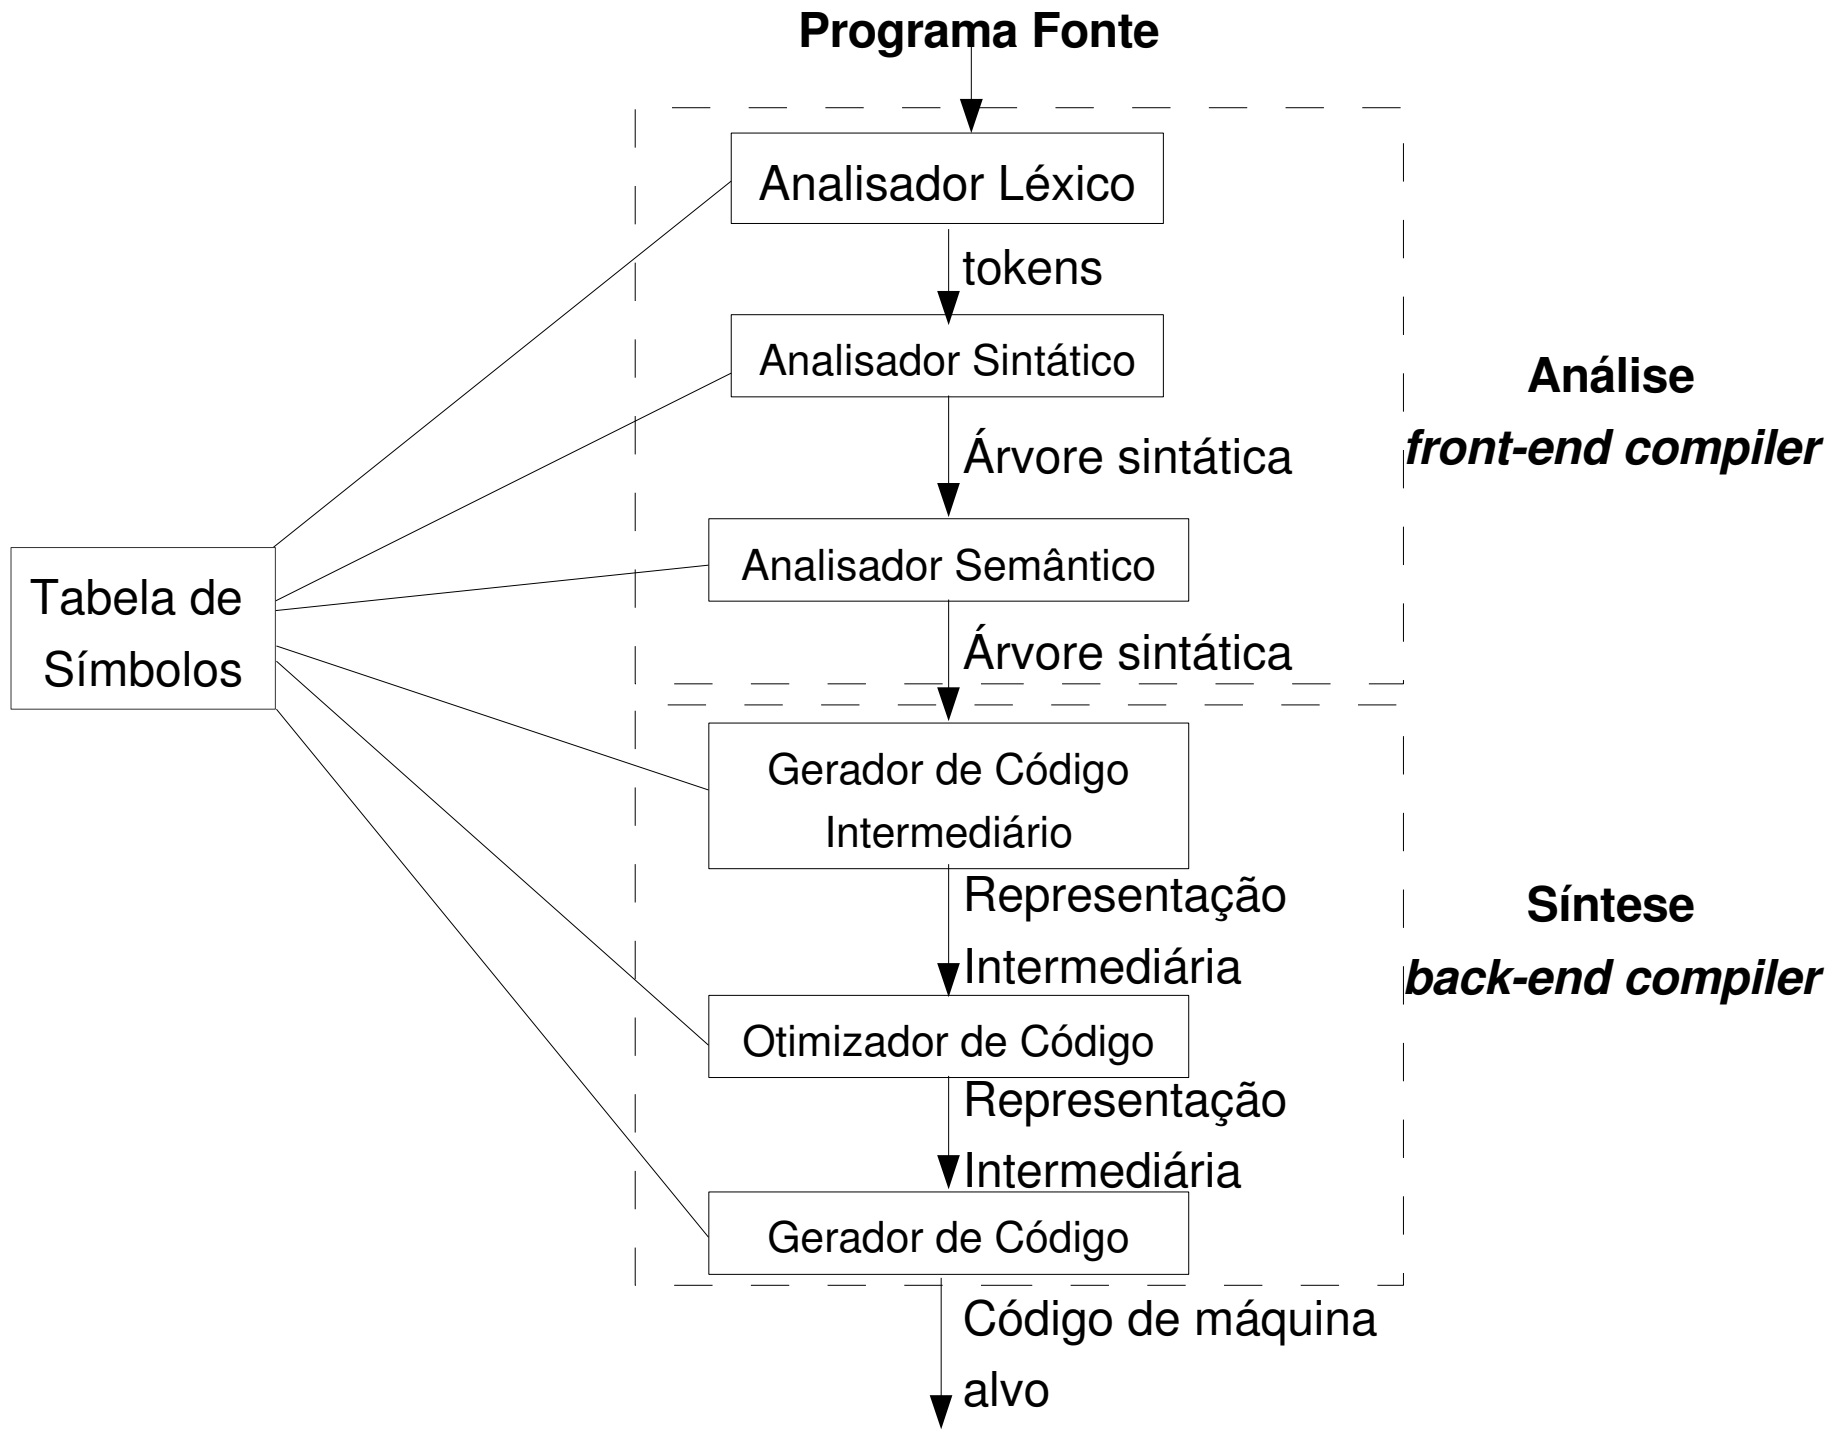 Programa Fonte
Analisador Léxico
tokens
Analisador Sintático
Análise
front-end compiler
Árvore sintática
Analisador Semântico
Tabela de
Símbolos
Árvore sintática
Gerador de Código
Intermediário
Representação
Intermediária
Síntese
back-end compiler
Otimizador de Código
Representação
Intermediária
Gerador de Código
Código de máquina
alvo